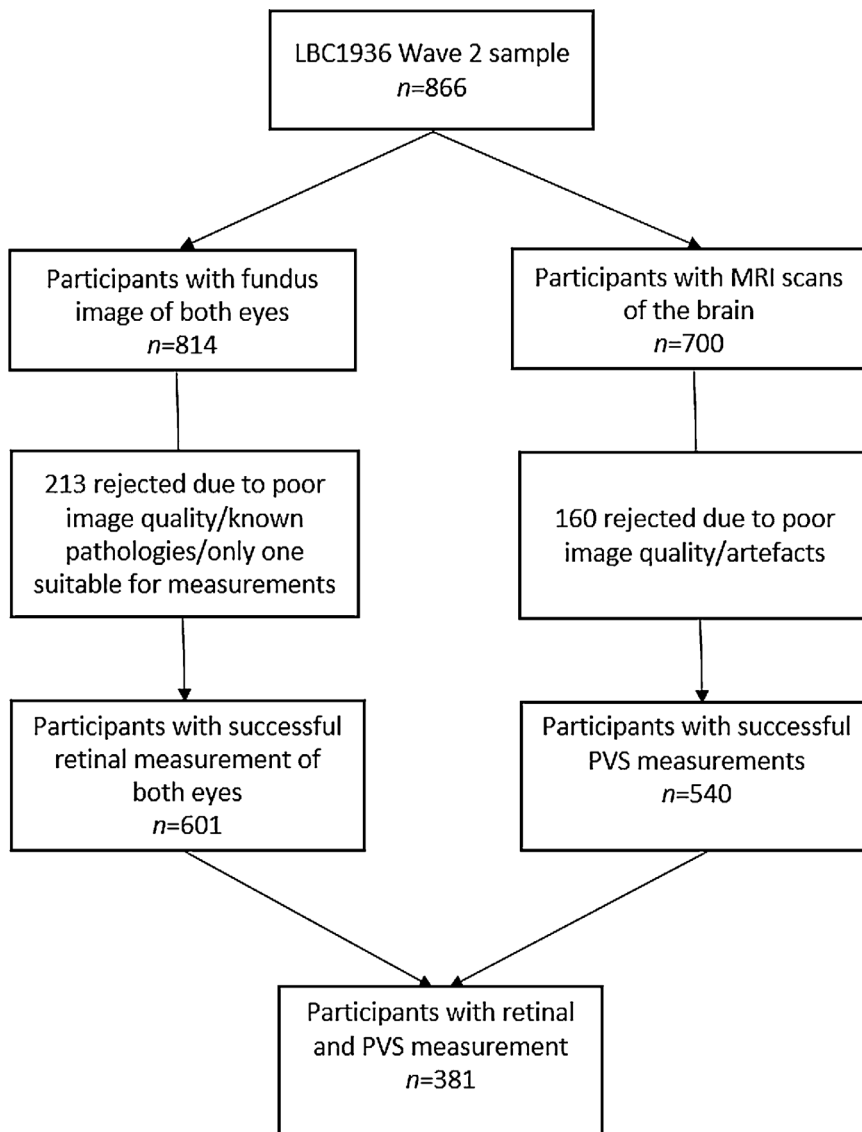 LBC1936 Wave 2 sample
n=866
Participants with fundus
image of both eyes
n=814
Participants with MRI scans
of the brain
n=700
213 rejected due to poor
image quality/known
pathologies/only one
suitable for measurements
160 rejected due to poor
image quality/artefacts
Participants with successful
retinal measurement of
both eyes
n=601
Participants with successful
PVS measurements
n=540
Participants with retinal
and PVS measurement
n=381